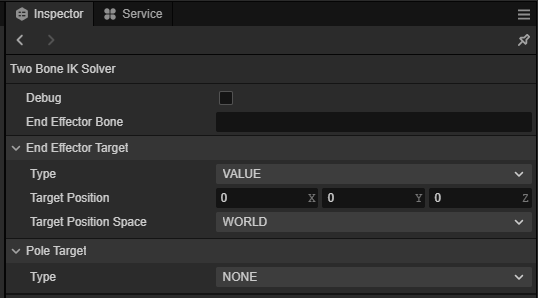 Inspector Service
Two Bone IK Solver
Debug
End Effector Bone
End Effector Target
Type VALUE
Target Position 0 X 0 Y 0 Z
Target Position Space WORLD
Pole Target
Type NONE